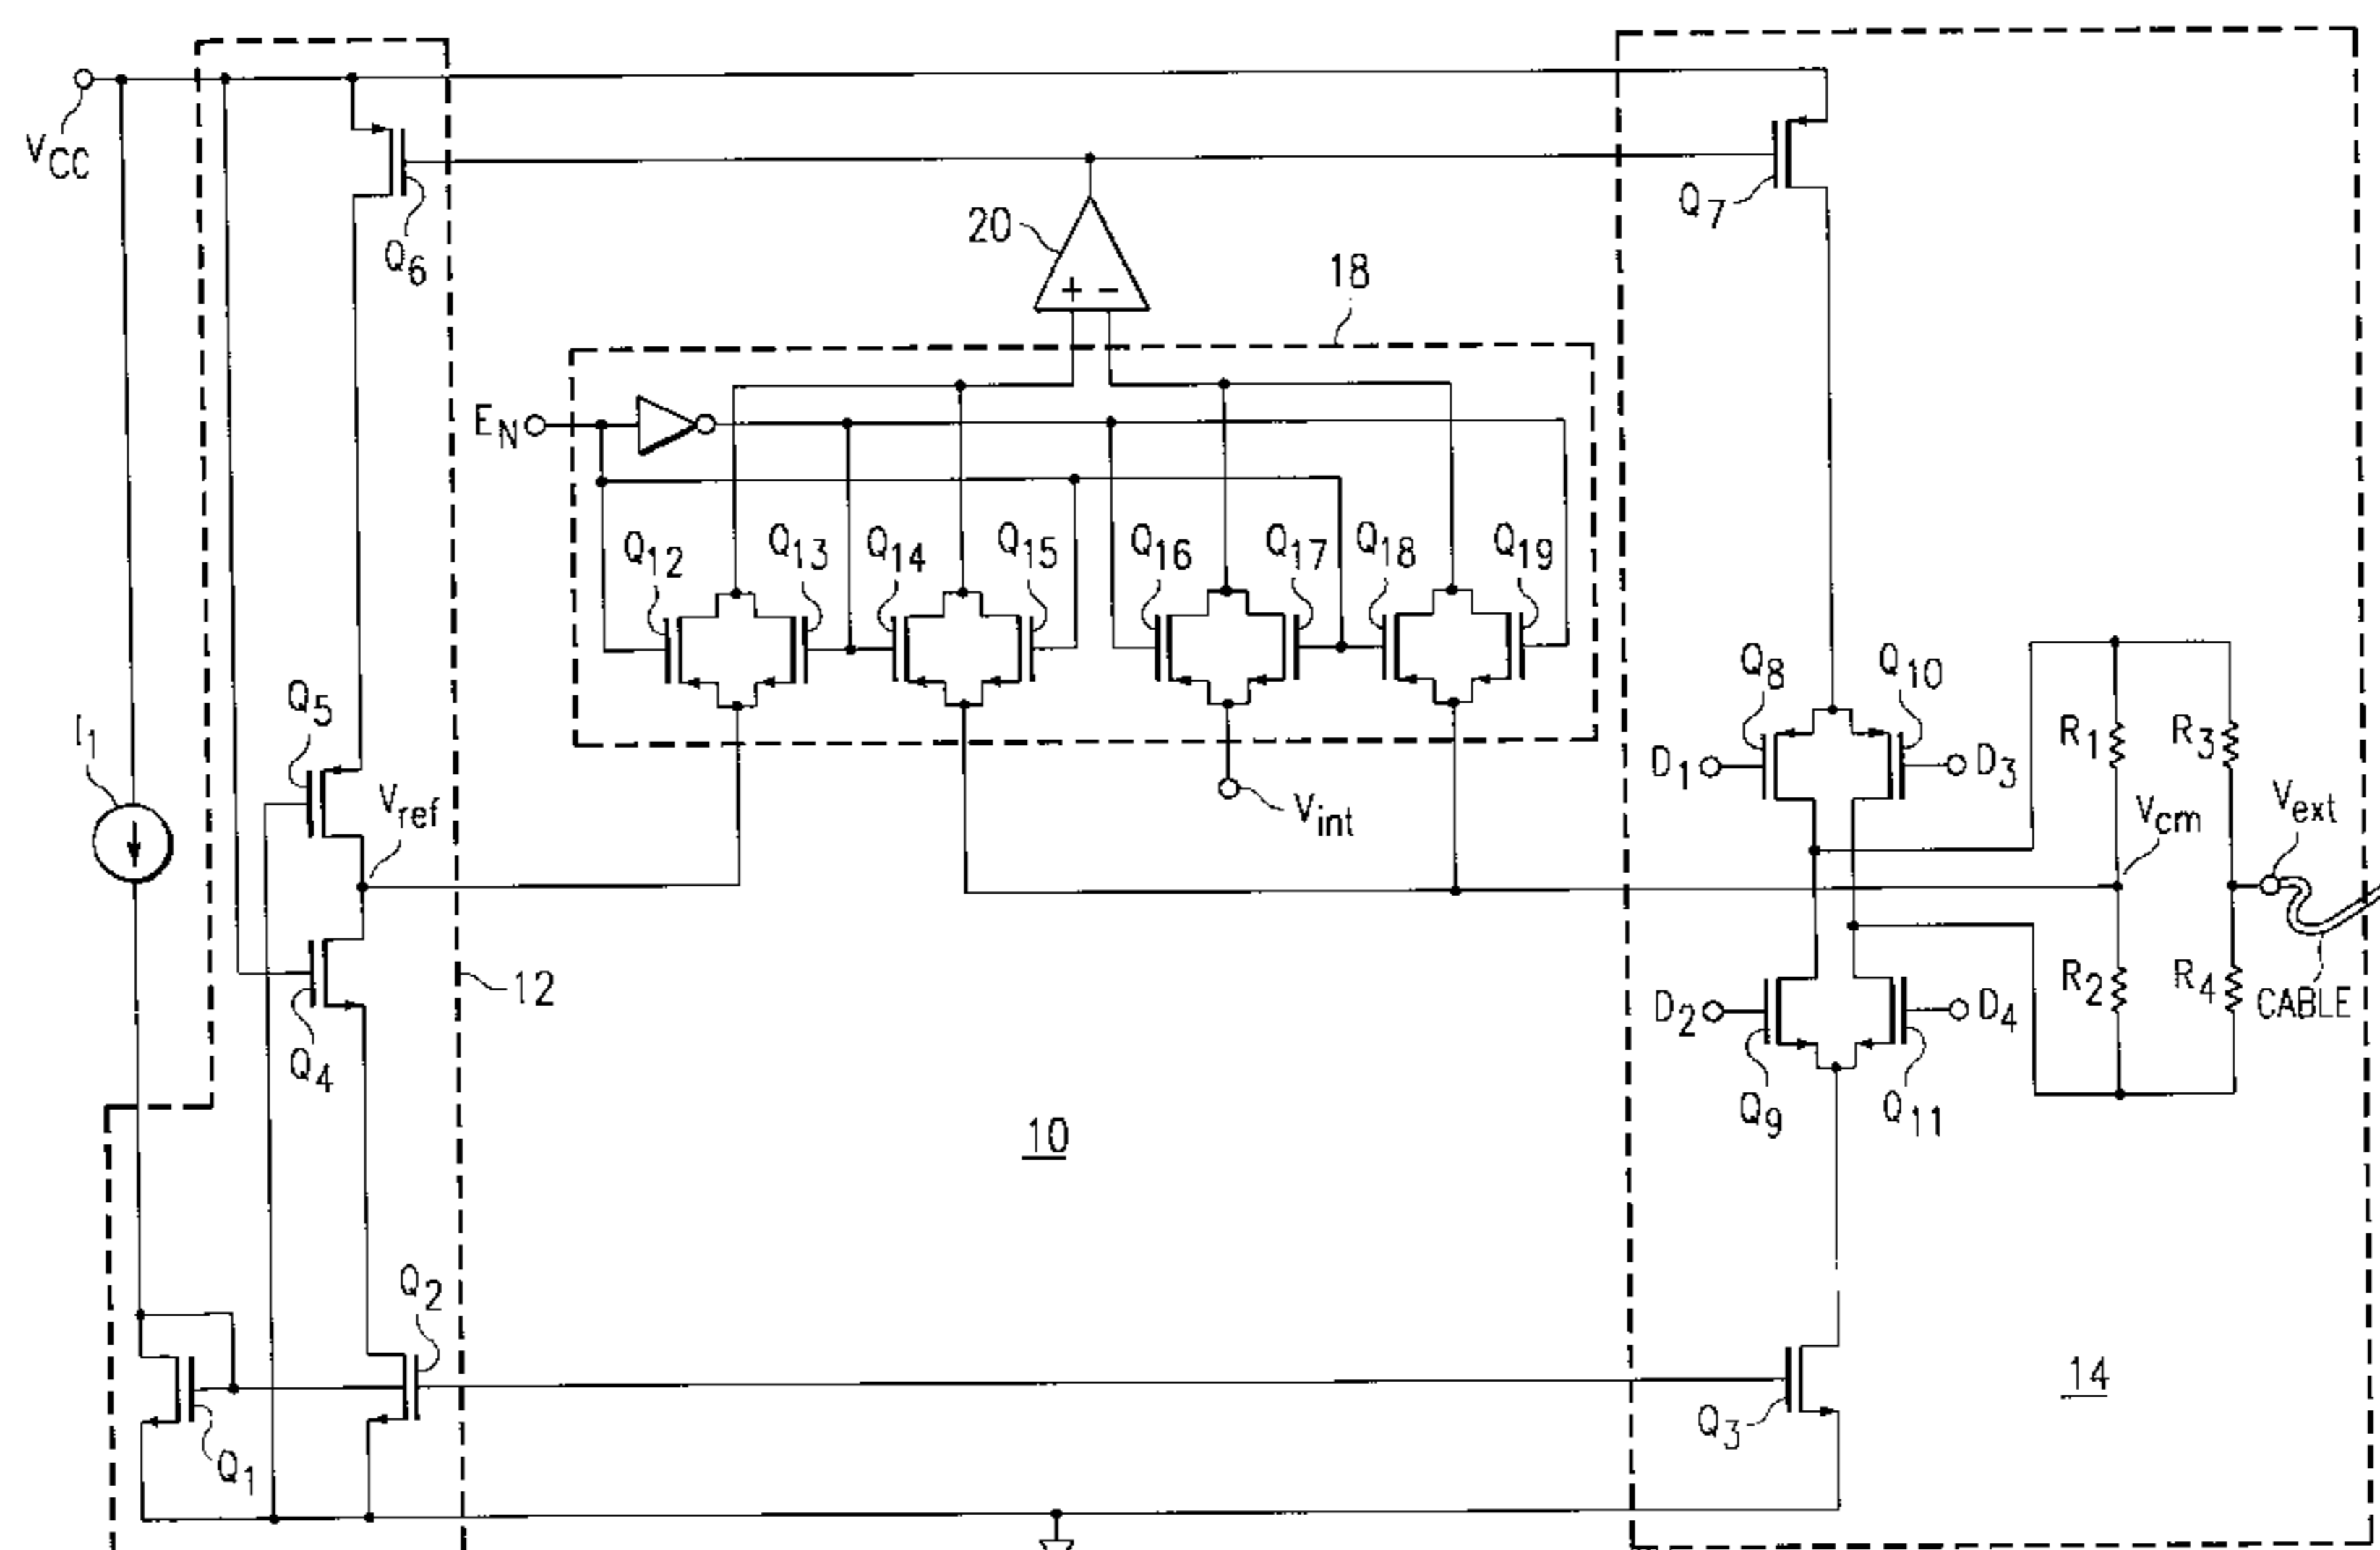 VCC
Q6
Q7
20
+ -
18
EN
Q12
Q13
Q14
Q15
Q16
Q17
Q18
Q19
I1
Q5
Vref
Vint
Q8
Q10
D1
D3
R1
R3
Vcm
Vext
Q4
12
D2
D4
R2
R4
CABLE
Q9
Q11
10
Q2
Q1
Q3
14